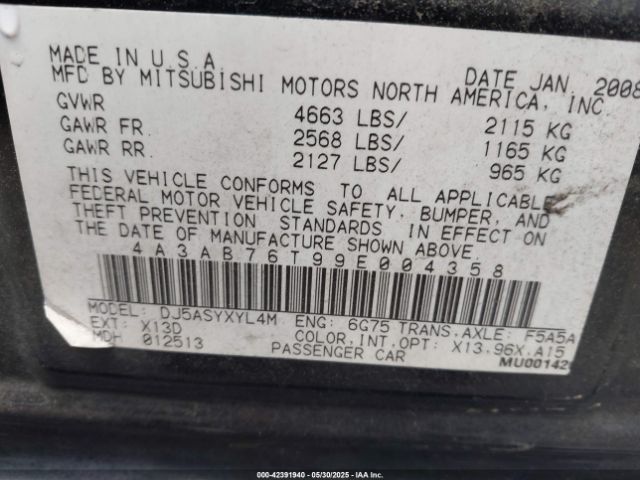 MADE IN U.S.A. DATE JAN. 2008
MFD BY MITSUBISHI MOTORS NORTH AMERICA, INC
GVWR 4663 LBS/ 2115 KG
GAWR FR. 2568 LBS/ 1165 KG
GAWR RR. 2127 LBS/ 965 KG
THIS VEHICLE CONFORMS TO ALL APPLICABLE
FEDERAL MOTOR VEHICLE SAFETY, BUMPER, AND
THEFT PREVENTION STANDARDS IN EFFECT ON
THE DATE OF MANUFACTURE SHOWN ABOVE.
4A3AB76T99E004358
MODEL: DJ5ASYXYL4M ENG: 6G75 TRANS.AXLE: F5A5A
EXT: X13D COLOR,INT,OPT: X13,96X,A15
MDH 012513 PASSENGER CAR
MU00142
000-42391940 - 05/30/2025 - IAA Inc.